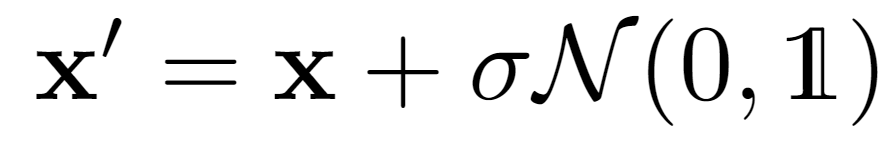 𝐱′ = 𝐱 + σ𝒩(0, 𝟙)